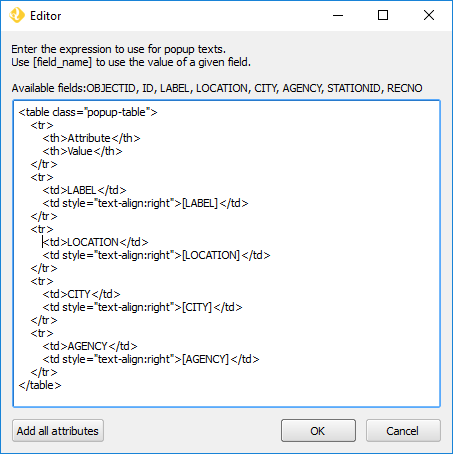 Editor
Enter the expression to use for popup texts.
Use [field_name] to use the value of a given field.
Available fields:OBJECTID, ID, LABEL, LOCATION, CITY, AGENCY, STATIONID, RECNO
<table class="popup-table">
<tr>
<th>Attribute</th>
<th>Value</th>
</tr>
<tr>
<td>LABEL</td>
<td style="text-align:right">[LABEL]</td>
</tr>
<tr>
<td>LOCATION</td>
<td style="text-align:right">[LOCATION]</td>
</tr>
<tr>
<td>CITY</td>
<td style="text-align:right">[CITY]</td>
</tr>
<tr>
<td>AGENCY</td>
<td style="text-align:right">[AGENCY]</td>
</tr>
</table>
Add all attributes
OK
Cancel